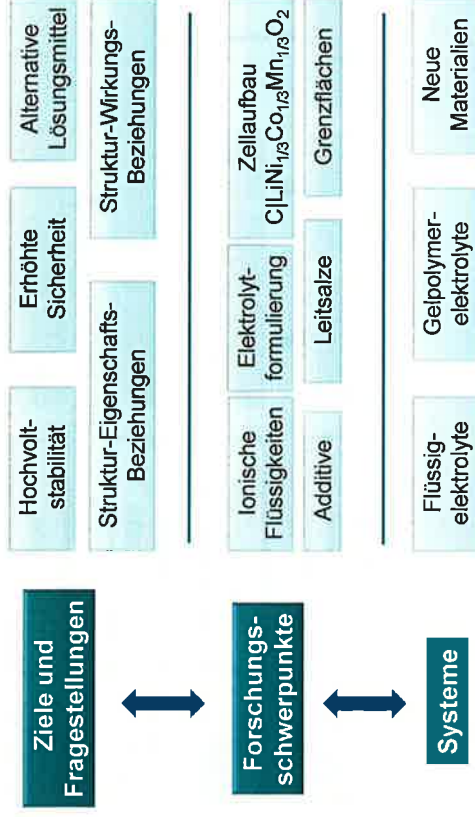 Ziele und
Fragestellungen
Hochvolt-
stabilität
Erhöhte
Sicherheit
Alternative
Lösungsmittel
Struktur-Eigenschafts-
Beziehungen
Struktur-Wirkungs-
Beziehungen
Forschungs-
schwerpunkte
Ionische
Flüssigkeiten
Elektrolyt-
formulierung
Zellaufbau
C|LiNi1/3Co1/3Mn1/3O2
Additive
Leitsalze
Grenzflächen
Systeme
Flüssig-
elektrolyte
Gelpolymer-
elektrolyte
Neue
Materialien